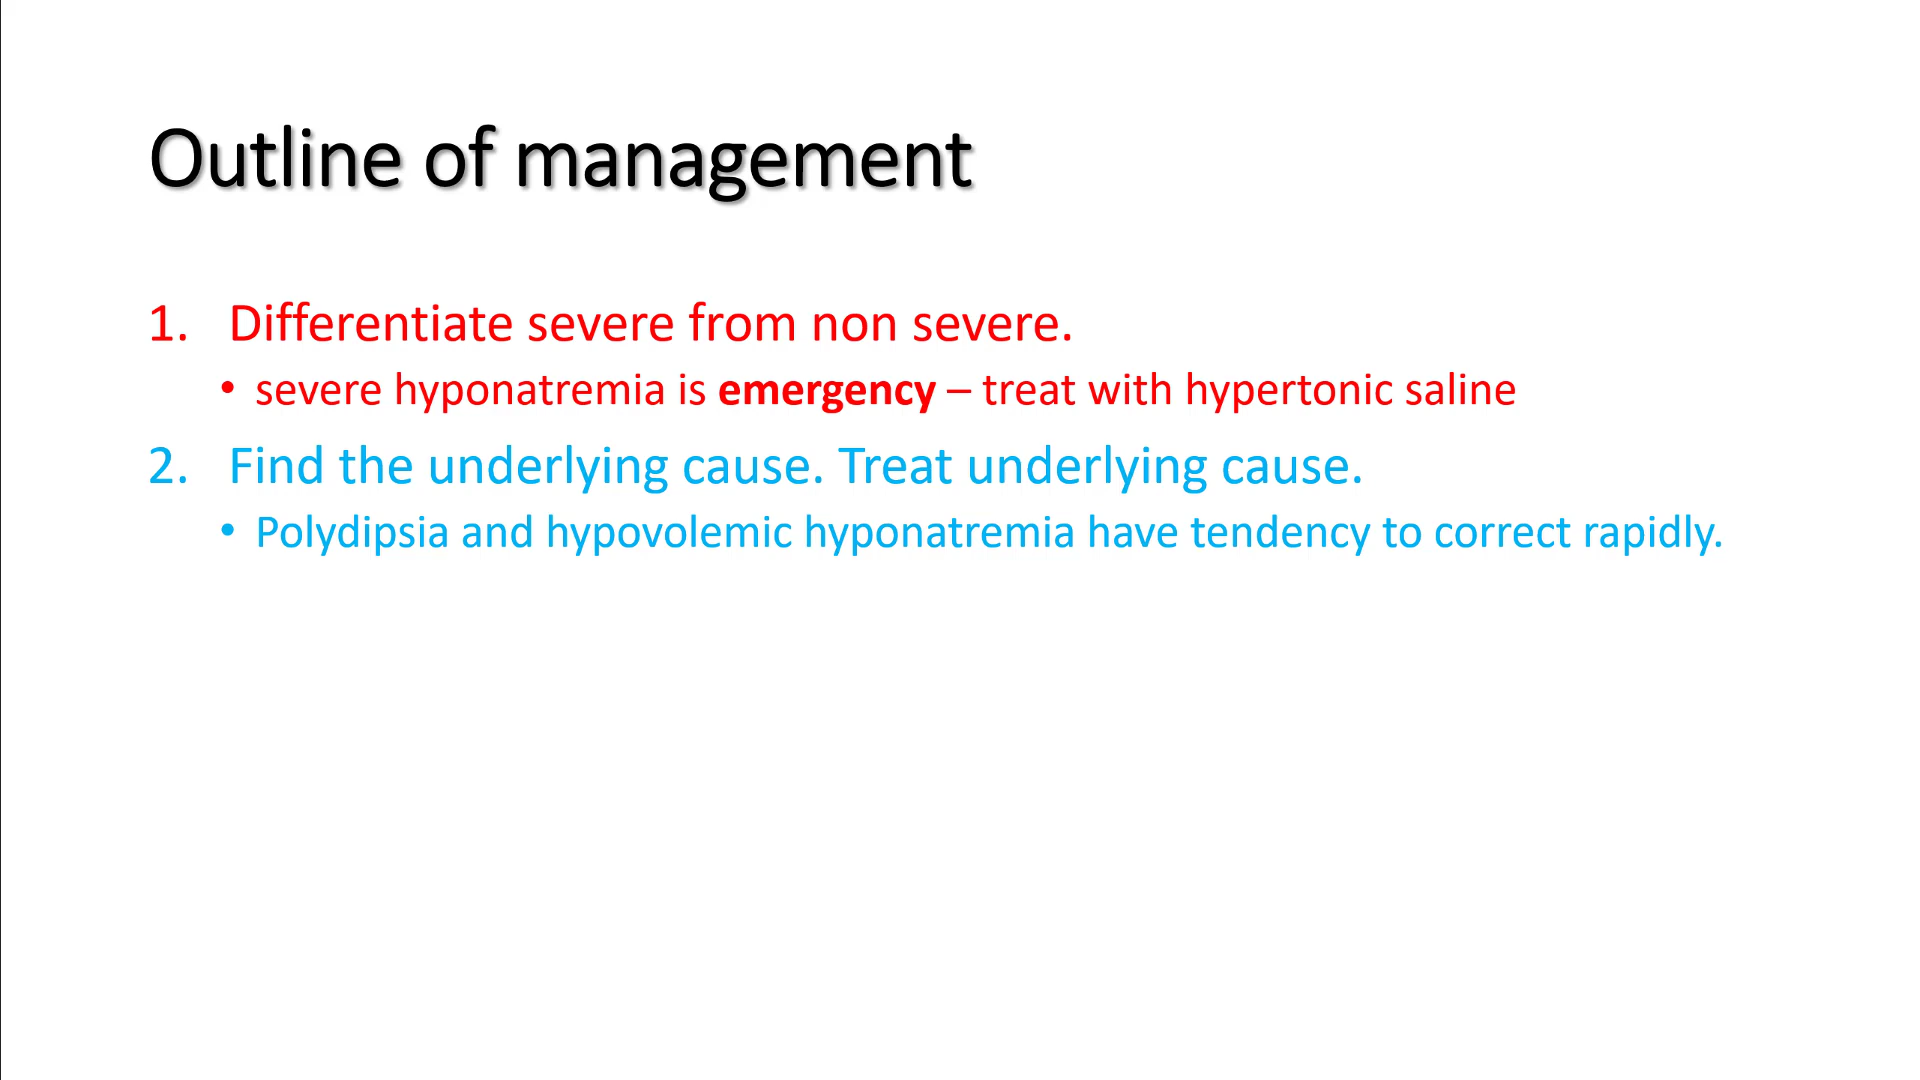 Outline of management
1. Differentiate severe from non severe.
• severe hyponatremia is emergency – treat with hypertonic saline
2. Find the underlying cause. Treat underlying cause.
• Polydipsia and hypovolemic hyponatremia have tendency to correct rapidly.